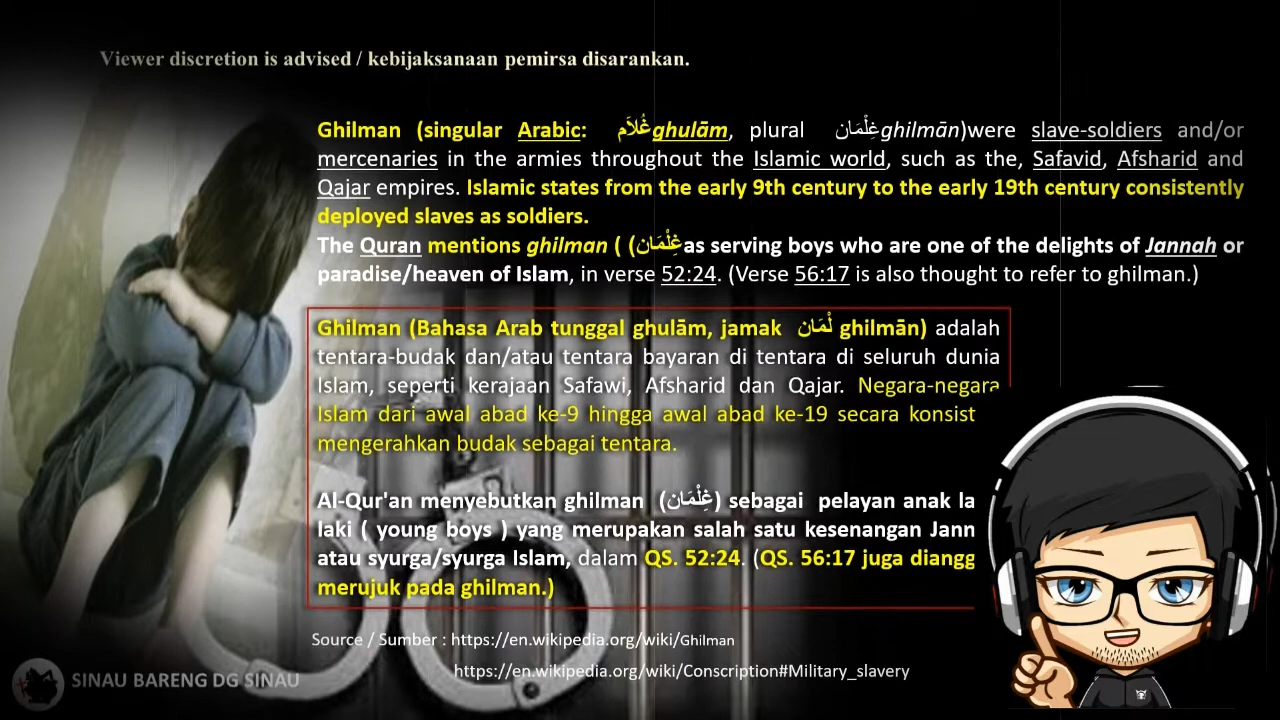 Viewer discretion is advised / kebijaksanaan pemirsa disarankan.
Ghilman (singular Arabic: غُلاَم ghulām, plural غِلْمَان ghilmān)were slave-soldiers and/or
mercenaries in the armies throughout the Islamic world, such as the, Safavid, Afsharid and
Qajar empires. Islamic states from the early 9th century to the early 19th century consistently
deployed slaves as soldiers.
The Quran mentions ghilman ( (غِلْمَان as serving boys who are one of the delights of Jannah or
paradise/heaven of Islam, in verse 52:24. (Verse 56:17 is also thought to refer to ghilman.)
Ghilman (Bahasa Arab tunggal ghulām, jamak لْمَان ghilmān) adalah
tentara-budak dan/atau tentara bayaran di tentara di seluruh dunia
Islam, seperti kerajaan Safawi, Afsharid dan Qajar. Negara-negara
Islam dari awal abad ke-9 hingga awal abad ke-19 secara konsist
mengerahkan budak sebagai tentara.
Al-Qur'an menyebutkan ghilman (غِلْمَان) sebagai pelayan anak la
laki ( young boys ) yang merupakan salah satu kesenangan Jann
atau syurga/syurga Islam, dalam QS. 52:24. (QS. 56:17 juga diangg
merujuk pada ghilman.)
Source / Sumber : https://en.wikipedia.org/wiki/Ghilman
https://en.wikipedia.org/wiki/Conscription#Military_slavery
SINAU BARENG DG SINAU